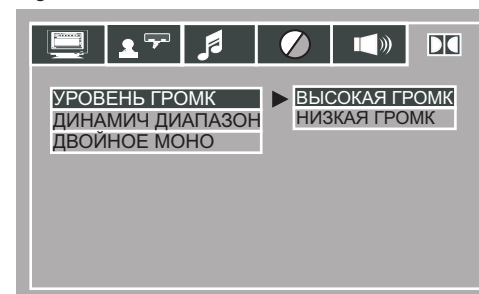 УРОВЕНЬ ГРОМК ВЫСОКАЯ ГРОМК
ДИНАМИЧ ДИАПАЗОН НИЗКАЯ ГРОМК
ДВОЙНОЕ МОНО